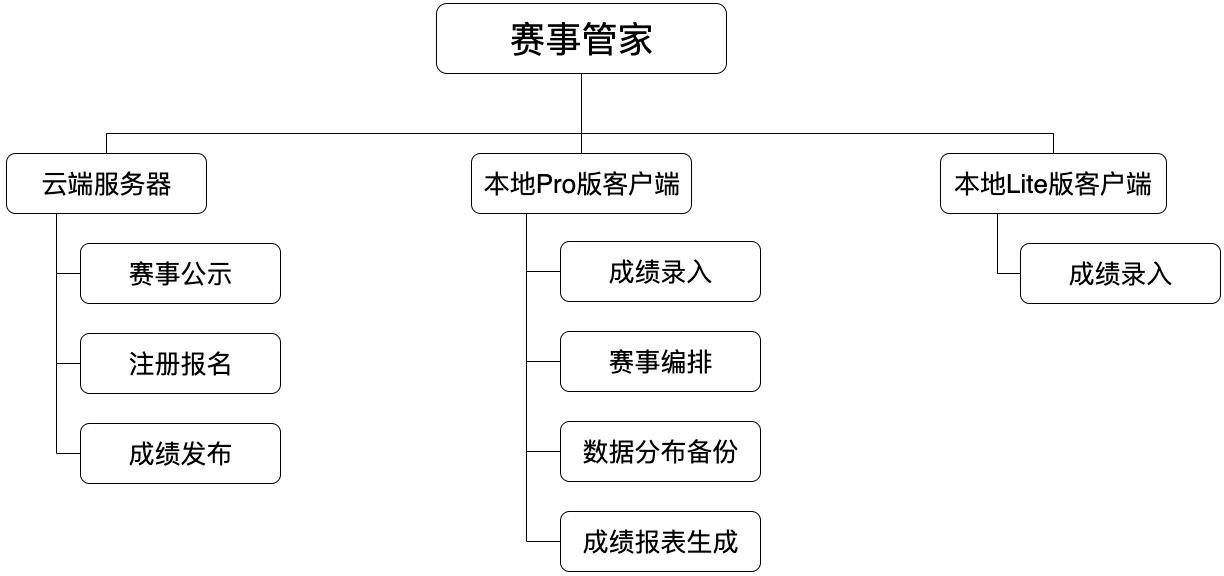 赛事管家
云端服务器
赛事公示
注册报名
成绩发布
本地Pro版客户端
成绩录入
赛事编排
数据分布备份
成绩报表生成
本地Lite版客户端
成绩录入